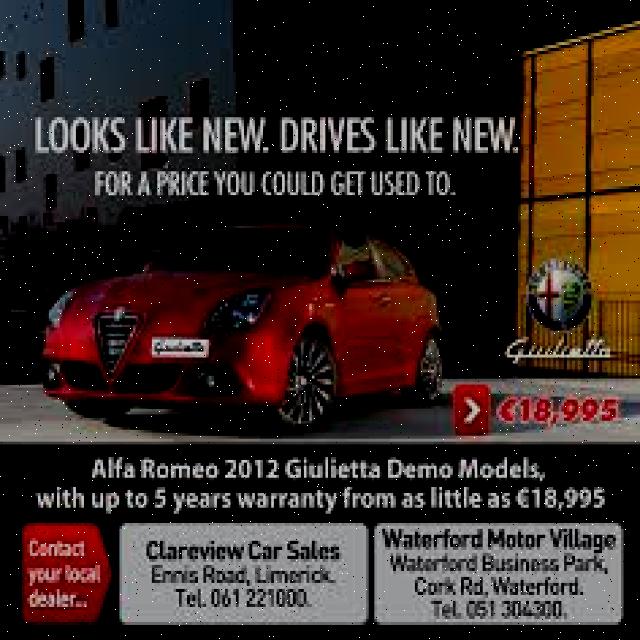 LOOKS LIKE NEW. DRIVES LIKE NEW.
FOR A PRICE YOU COULD GET USED TO.
Giulietta
Giulietta
€18,995
Alfa Romeo 2012 Giulietta Demo Models,
with up to 5 years warranty from as little as €18,995
Contact
your local
dealer...
Clareview Car Sales
Ennis Road, Limerick.
Tel. 061 221000.
Waterford Motor Village
Waterford Business Park,
Cork Rd, Waterford.
Tel. 051 304300.